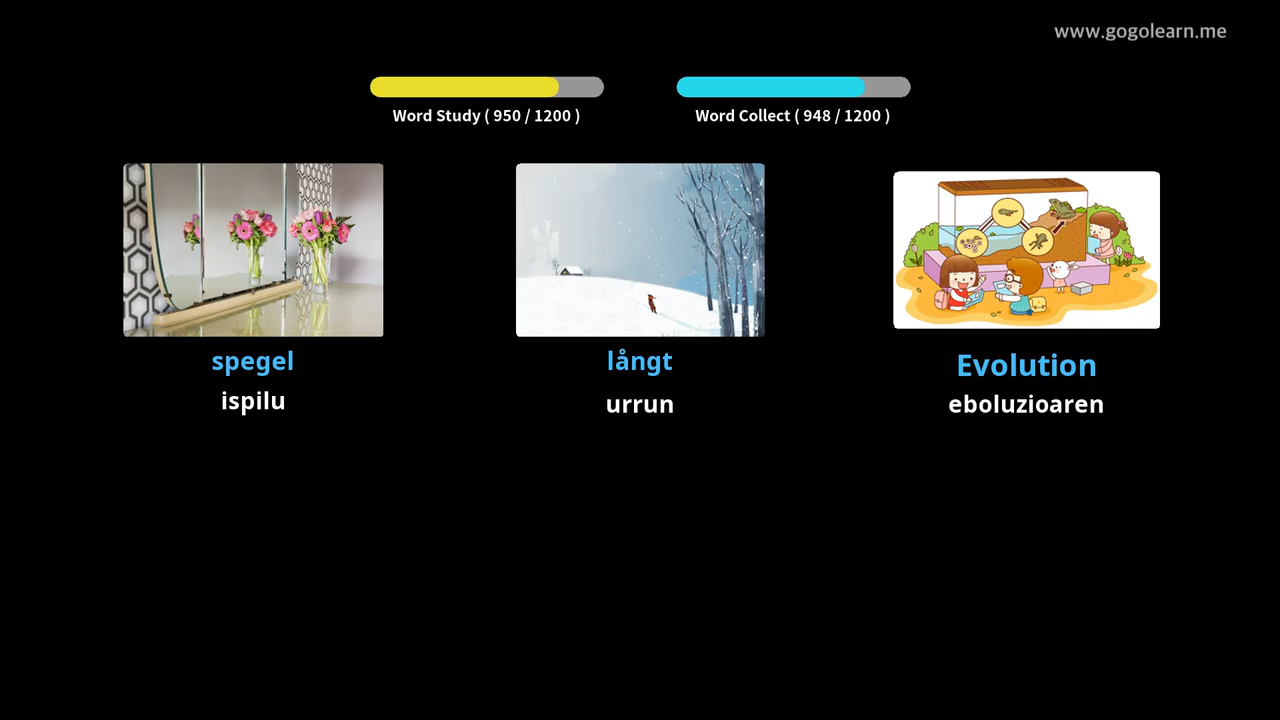 www.gogolearn.me
Word Study ( 950 / 1200 )
Word Collect ( 948 / 1200 )
spegel
ispilu
långt
urrun
Evolution
eboluzioaren